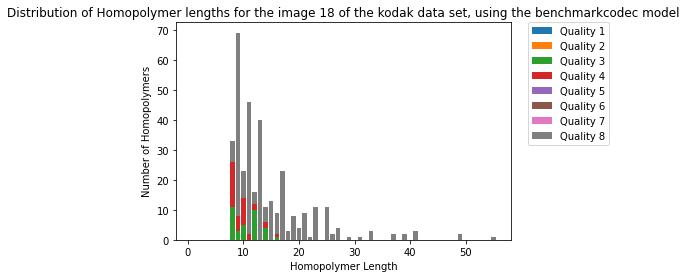 Distribution of Homopolymer lengths for the image 18 of the kodak data set, using the benchmarkcodec model
Number of Homopolymers
70
60
50
40
30
20
10
0
0 10 20 30 40 50
Homopolymer Length
Quality 1
Quality 2
Quality 3
Quality 4
Quality 5
Quality 6
Quality 7
Quality 8